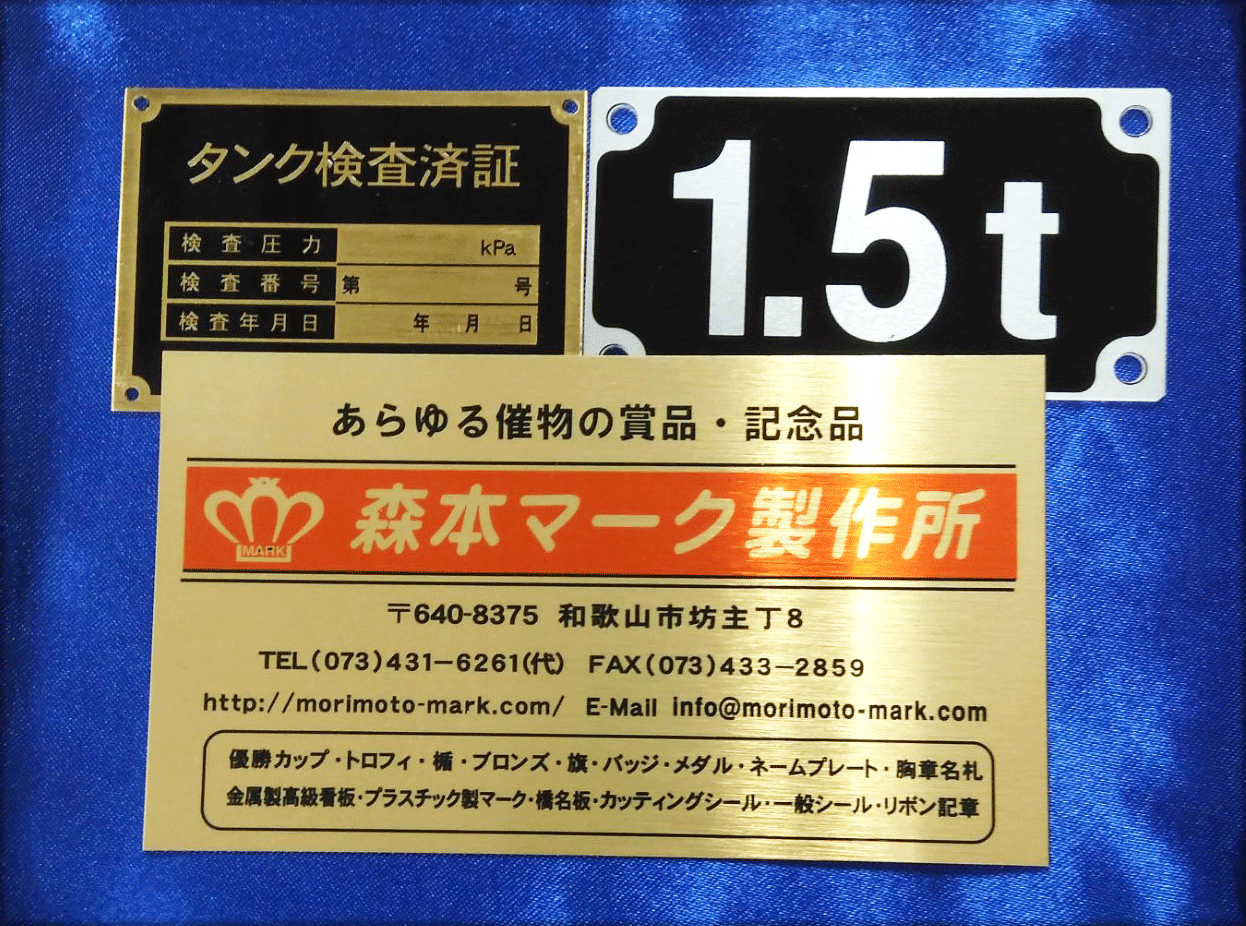 タンク検査済証
検査圧力 kPa
検査番号 第 号
検査年月日 年 月 日
1.5t
あらゆる催物の賞品・記念品
MARK 森本マーク製作所
〒640-8375 和歌山市坊主丁8
TEL(073)431-6261(代) FAX(073)433-2859
http://morimoto-mark.com/ E-Mail info@morimoto-mark.com
優勝カップ・トロフィ・楯・ブロンズ・旗・バッジ・メダル・ネームプレート・胸章名札
金属製高級看板・プラスチック製マーク・橋名板・カッティングシール・一般シール・リボン記章